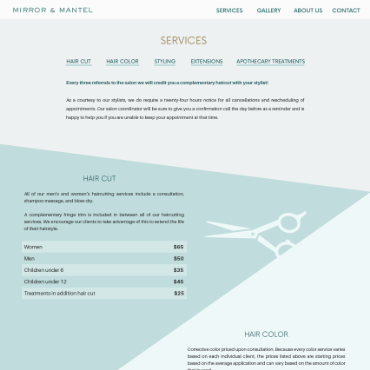 MIRROR & MANTEL
SERVICES GALLERY ABOUT US CONTACT
SERVICES
HAIR CUT HAIR COLOR STYLING EXTENSIONS APOTHECARY TREATMENTS
Every three referrals to the salon we will credit you a complementary haircut with your stylist!
As a courtesy to our stylists, we do require a twenty-four hours notice for all cancellations and rescheduling of
appointments. Our salon coordinator will be sure to give you a confirmation call the day before as a reminder and is
happy to help you if you are unable to keep your appointment at that time.
HAIR CUT
All of our men's and women's haircutting services include a consultation,
shampoo massage, and blow dry.
A complementary fringe trim is included in between all of our haircutting
services. We encourage our clients to take advantage of this to extend the life
of their hairstyle.
Women $65
Men $50
Children under 6 $35
Children under 12 $45
Treatments in addition hair cut $25
HAIR COLOR
Corrective color priced upon consultation. Because every color service varies
based on each individual client, the prices listed above are starting prices
based on the average application and can vary based on the amount of color